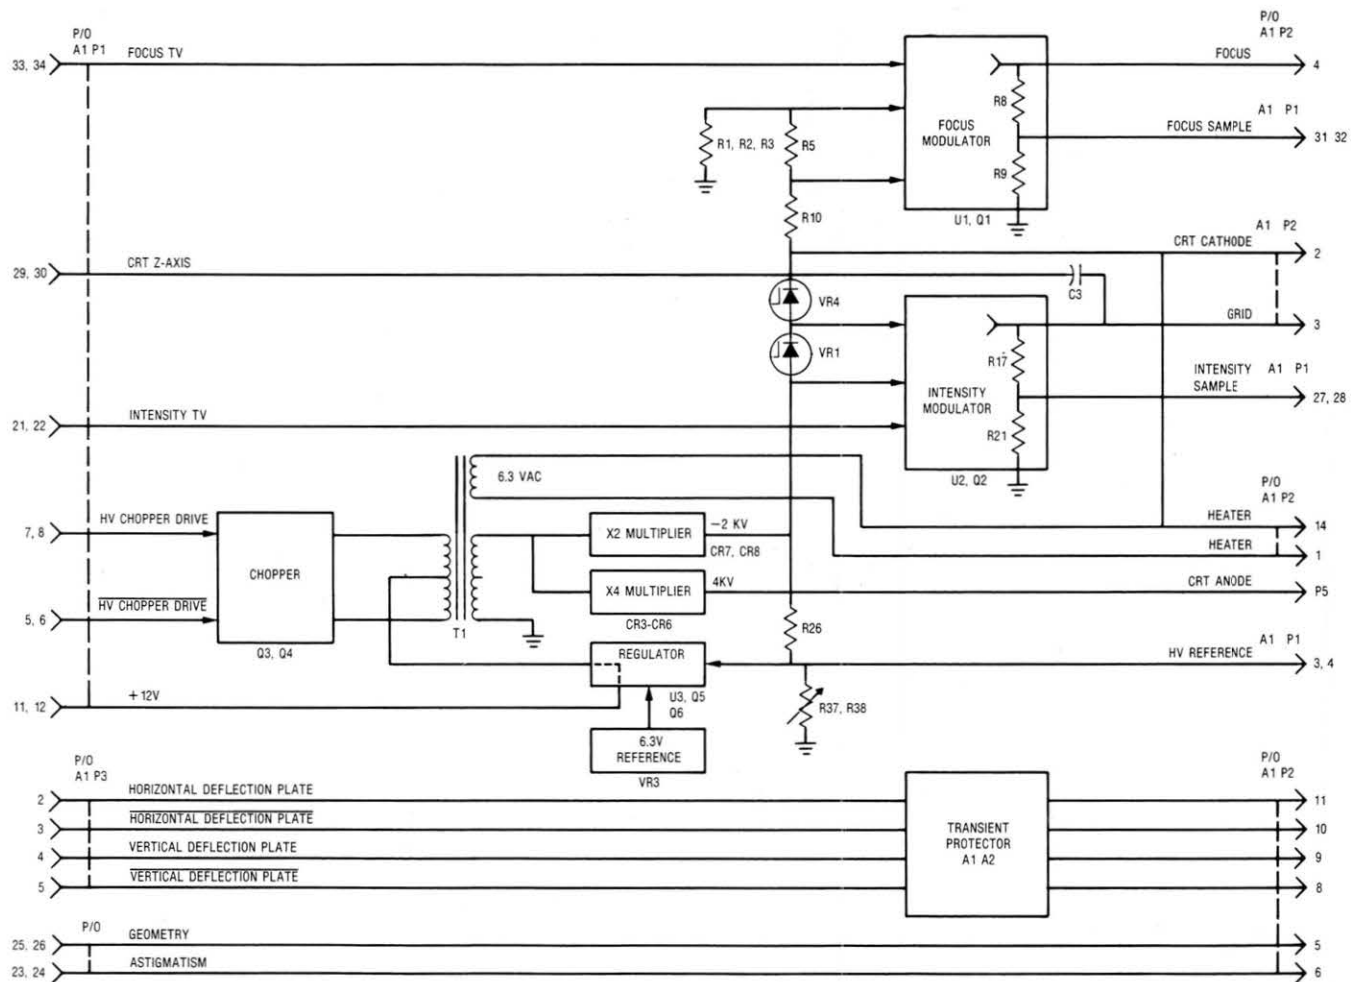 P/O
A1 P1
33, 34
FOCUS TV
P/O
A1 P2
FOCUS
4
R8
FOCUS
MODULATOR
A1 P1
FOCUS SAMPLE
31 32
R1, R2, R3
R5
R9
R10
U1, Q1
A1 P2
CRT CATHODE
2
29, 30
CRT Z-AXIS
C3
VR4
GRID
3
VR1
R17
INTENSITY
SAMPLE
A1 P1
27, 28
INTENSITY
MODULATOR
21, 22
INTENSITY TV
R21
U2, Q2
6.3 VAC
P/O
A1 P2
7, 8
HV CHOPPER DRIVE
HEATER
14
X2 MULTIPLIER
−2 KV
CR7, CR8
HEATER
1
CHOPPER
X4 MULTIPLIER
4KV
CRT ANODE
P5
5, 6
HV CHOPPER DRIVE
CR3-CR6
T1
R26
Q3, Q4
REGULATOR
A1 P1
HV REFERENCE
3, 4
11, 12
+12V
U3, Q5
Q6
R37, R38
6.3V
REFERENCE
VR3
P/O
A1 P3
P/O
A1 P2
2
HORIZONTAL DEFLECTION PLATE
11
3
HORIZONTAL DEFLECTION PLATE
10
TRANSIENT
PROTECTOR
A1 A2
4
VERTICAL DEFLECTION PLATE
9
5
VERTICAL DEFLECTION PLATE
8
P/O
25, 26
GEOMETRY
5
23, 24
ASTIGMATISM
6